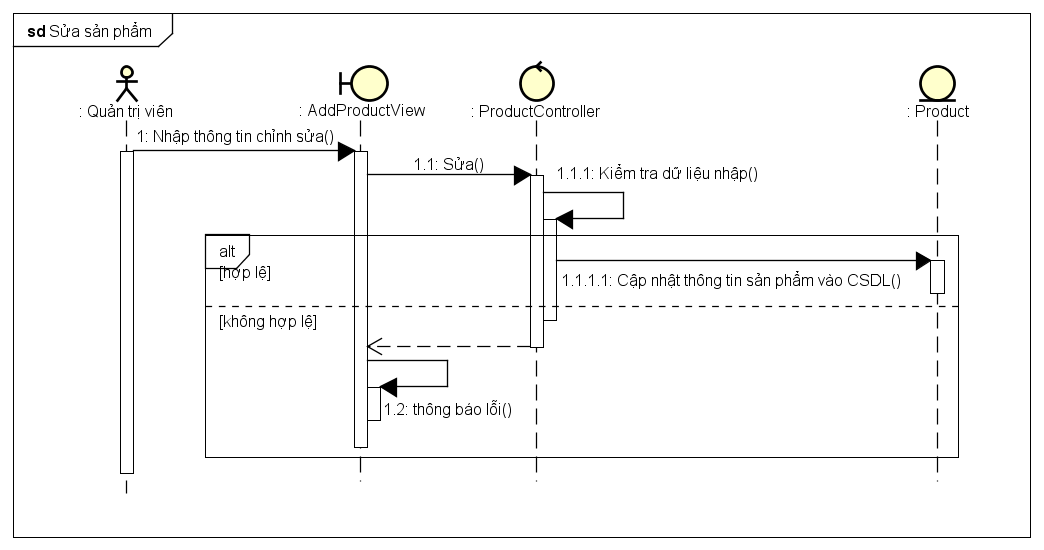 sd Sửa sản phẩm
: Quản trị viên
: AddProductView
: ProductController
: Product
1: Nhập thông tin chỉnh sửa()
1.1: Sửa()
1.1.1: Kiểm tra dữ liệu nhập()
alt
[hợp lệ]
1.1.1.1: Cập nhật thông tin sản phẩm vào CSDL()
[không hợp lệ]
1.2: thông báo lỗi()